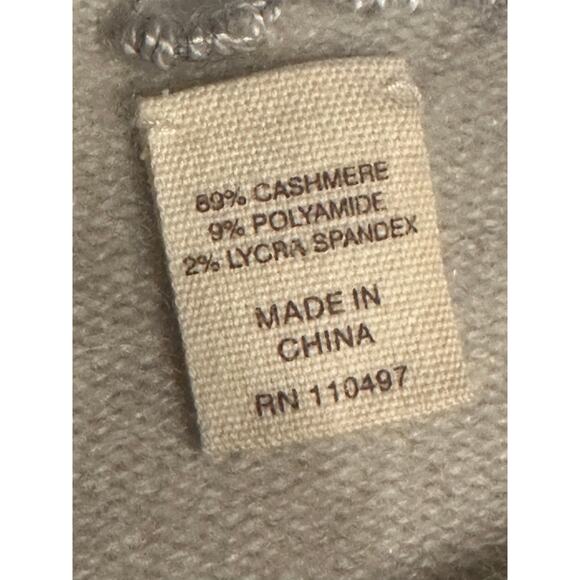 89% CASHMERE
9% POLYAMIDE
2% LYCRA SPANDEX
MADE IN
CHINA
RN 110497